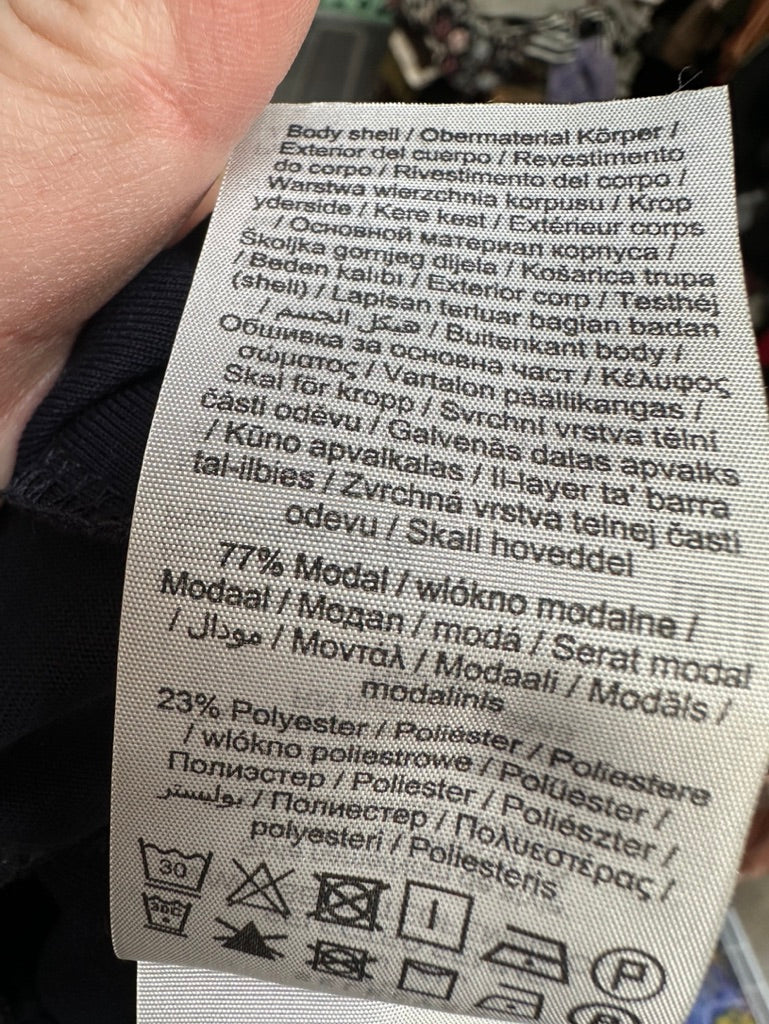 Body shell / Obermaterial Körper /
Exterior del cuerpo / Revestimento
do corpo / Rivestimento del corpo /
Warstwa wierzchnia korpusu / Krop
yderside / Kere kest / Extérieur corps
/ Основной материал корпуса /
Školjka gornjeg dijela / Košarica trupa
/ Beden kalıbı / Exterior corp / Testhéj
(shell) / Lapisan terluar bagian badan
/ هيكل الجسم / Buitenkant body /
Обшивка за основна част / Κέλυφος
σώματος / Vartalon päällikangas /
Skal för kropp / Svrchní vrstva tělní
části oděvu / Galvenās daļas apvalks
/ Kūno apvalkalas / Il-layer ta' barra
tal-ilbies / Zvrchná vrstva telnej časti
odevu / Skall hoveddel
77% Modal / wlókno modalne /
Modaal / Модал / modá / Serat modal
/ مودال / Μοντάλ / Modaali / Modāls /
modalinis
23% Polyester / Poliéster / Poliestere
/ wlókno poliestrowe / Polüester /
Полиэстер / Poliester / Poliészter /
بوليستر / Полиестер / Πολυεστέρας /
polyesteri / Poliesteris
30
P